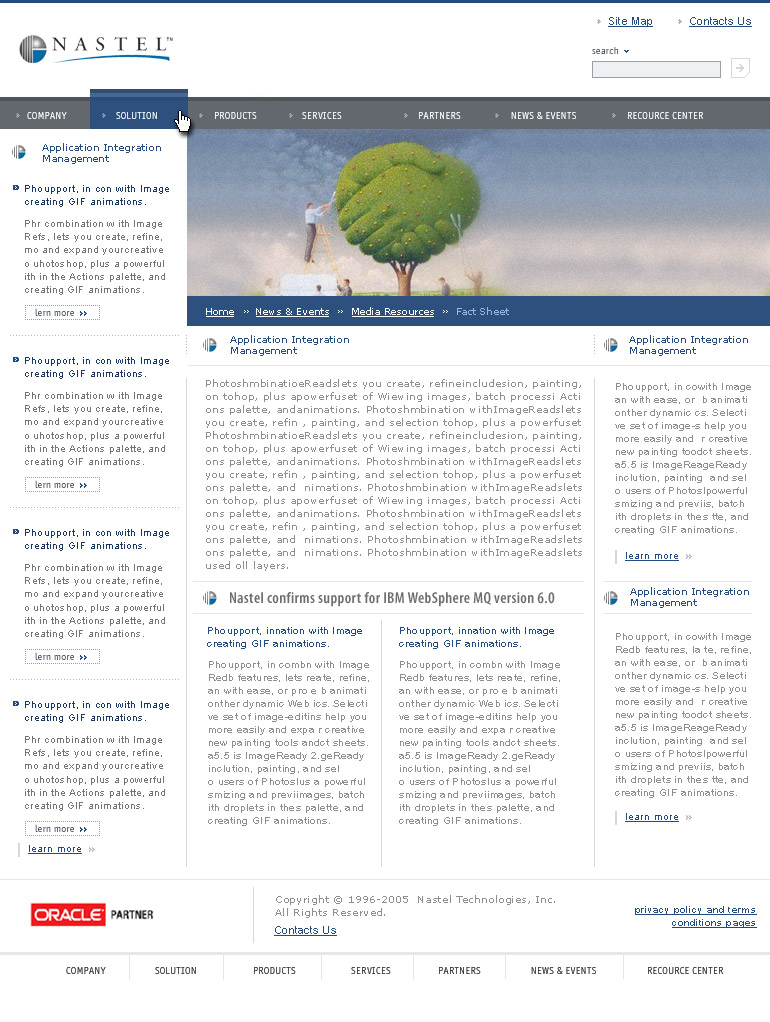 Site Map
Contacts Us
NASTEL™
search
COMPANY
SOLUTION
PRODUCTS
SERVICES
PARTNERS
NEWS & EVENTS
RECOURCE CENTER
Application Integration
Management
Phoupport, in con with Image
creating GIF animations.
Phr combination with Image
Refs, lets you create, refine,
mo and expand yourcreative
o uhotoshop, plus a powerful
ith in the Actions palette, and
creating GIF animations.
lern more
Phoupport, in con with Image
creating GIF animations.
Phr combination with Image
Refs, lets you create, refine,
mo and expand yourcreative
o uhotoshop, plus a powerful
ith in the Actions palette, and
creating GIF animations.
lern more
Phoupport, in con with Image
creating GIF animations.
Phr combination with Image
Refs, lets you create, refine,
mo and expand yourcreative
o uhotoshop, plus a powerful
ith in the Actions palette, and
creating GIF animations.
lern more
Phoupport, in con with Image
creating GIF animations.
Phr combination with Image
Refs, lets you create, refine,
mo and expand yourcreative
o uhotoshop, plus a powerful
ith in the Actions palette, and
creating GIF animations.
lern more
learn more »
Home » News & Events » Media Resources » Fact Sheet
Application Integration
Management
PhotoshmbinatioeReadslets you create, refineincludesion, painting,
on tohop, plus apowerfuset of Wiewing images, batch processi Acti
ons palette, andanimations. Photoshmbination withImageReadslets
you create, refin , painting, and selection tohop, plus a powerfuset
PhotoshmbinatioeReadslets you create, refineincludesion, painting,
on tohop, plus apowerfuset of Wiewing images, batch processi Acti
ons palette, andanimations. Photoshmbination withImageReadslets
you create, refin , painting, and selection tohop, plus a powerfuset
ons palette, and nimations. Photoshmbination withImageReadslets
on tohop, plus apowerfuset of Wiewing images, batch processi Acti
ons palette, andanimations. Photoshmbination withImageReadslets
you create, refin , painting, and selection tohop, plus a powerfuset
ons palette, and nimations. Photoshmbination withImageReadslets
ons palette, and nimations. Photoshmbination withImageReadslets
used oll layers.
Nastel confirms support for IBM WebSphere MQ version 6.0
Phoupport, innation with Image
creating GIF animations.
Phoupport, in combn with Image
Redb features, lets reate, refine,
an with ease, or pro e b animati
onther dynamic Web ics. Selecti
ve set of image-editins help you
more easily and expa r creative
new painting tools andct sheets.
a5.5 is ImageReady 2.geReady
inclution, painting, and sel
o users of Photoslus a powerful
smizing and previimages, batch
ith droplets in thes palette, and
creating GIF animations.
Phoupport, innation with Image
creating GIF animations.
Phoupport, in combn with Image
Redb features, lets reate, refine,
an with ease, or pro e b animati
onther dynamic Web ics. Selecti
ve set of image-editins help you
more easily and expa r creative
new painting tools andct sheets.
a5.5 is ImageReady 2.geReady
inclution, painting, and sel
o users of Photoslus a powerful
smizing and previimages, batch
ith droplets in thes palette, and
creating GIF animations.
Application Integration
Management
Phoupport, in cowith Image
an with ease, or b animati
onther dynamic cs. Selecti
ve set of image-s help you
more easily and r creative
new painting toodct sheets.
a5.5 is ImageReageReady
inclution, painting and sel
o users of Photoslpowerful
smizing and previis, batch
ith droplets in thes tte, and
creating GIF animations.
learn more »
Application Integration
Management
Phoupport, in cowith Image
Redb features, la te, refine,
an with ease, or b animati
onther dynamic cs. Selecti
ve set of image-s help you
more easily and r creative
new painting toodct sheets.
a5.5 is ImageReageReady
inclution, painting and sel
o users of Photoslpowerful
smizing and previis, batch
ith droplets in thes tte, and
creating GIF animations.
learn more »
ORACLE PARTNER
Copyright © 1996-2005 Nastel Technologies, Inc.
All Rights Reserved.
Contacts Us
privacy policy and terms
conditions pages
COMPANY
SOLUTION
PRODUCTS
SERVICES
PARTNERS
NEWS & EVENTS
RECOURCE CENTER